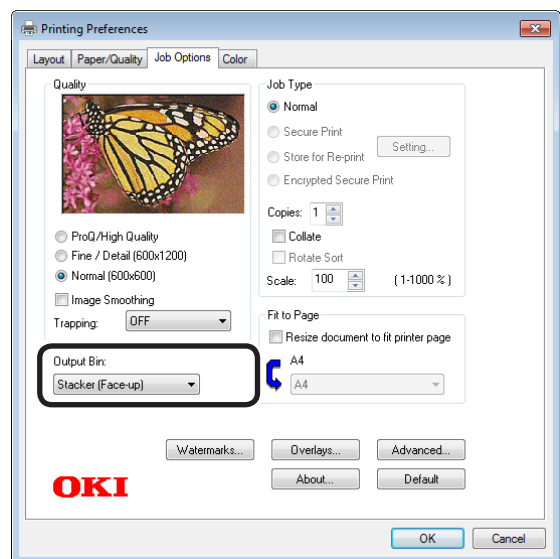 Printing Preferences
Layout Paper/Quality Job Options Color
Quality
ProQ/High Quality
Fine / Detail (600x1200)
Normal (600x600)
Image Smoothing
Trapping: OFF
Output Bin:
Stacker (Face-up)
Job Type
Normal
Secure Print
Store for Re-print
Setting...
Encrypted Secure Print
Copies: 1
Collate
Rotate Sort
Scale: 100 (1-1000 %)
Fit to Page
Resize document to fit printer page
A4
A4
Watermarks... Overlays... Advanced...
About... Default
OKI
OK Cancel